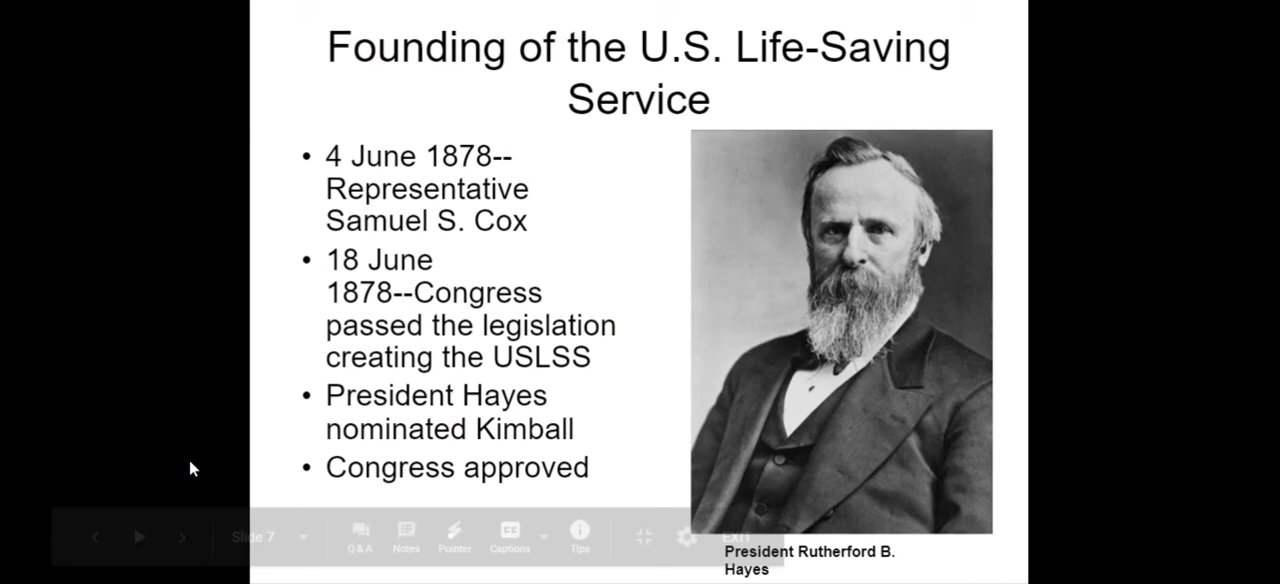 Founding of the U.S. Life-Saving
Service
• 4 June 1878--
Representative
Samuel S. Cox
• 18 June
1878--Congress
passed the legislation
creating the USLSS
• President Hayes
nominated Kimball
• Congress approved
Slide 7
Q & A
Notes
Pointer
Captions
CC
Tips
EXIT
President Rutherford B.
Hayes